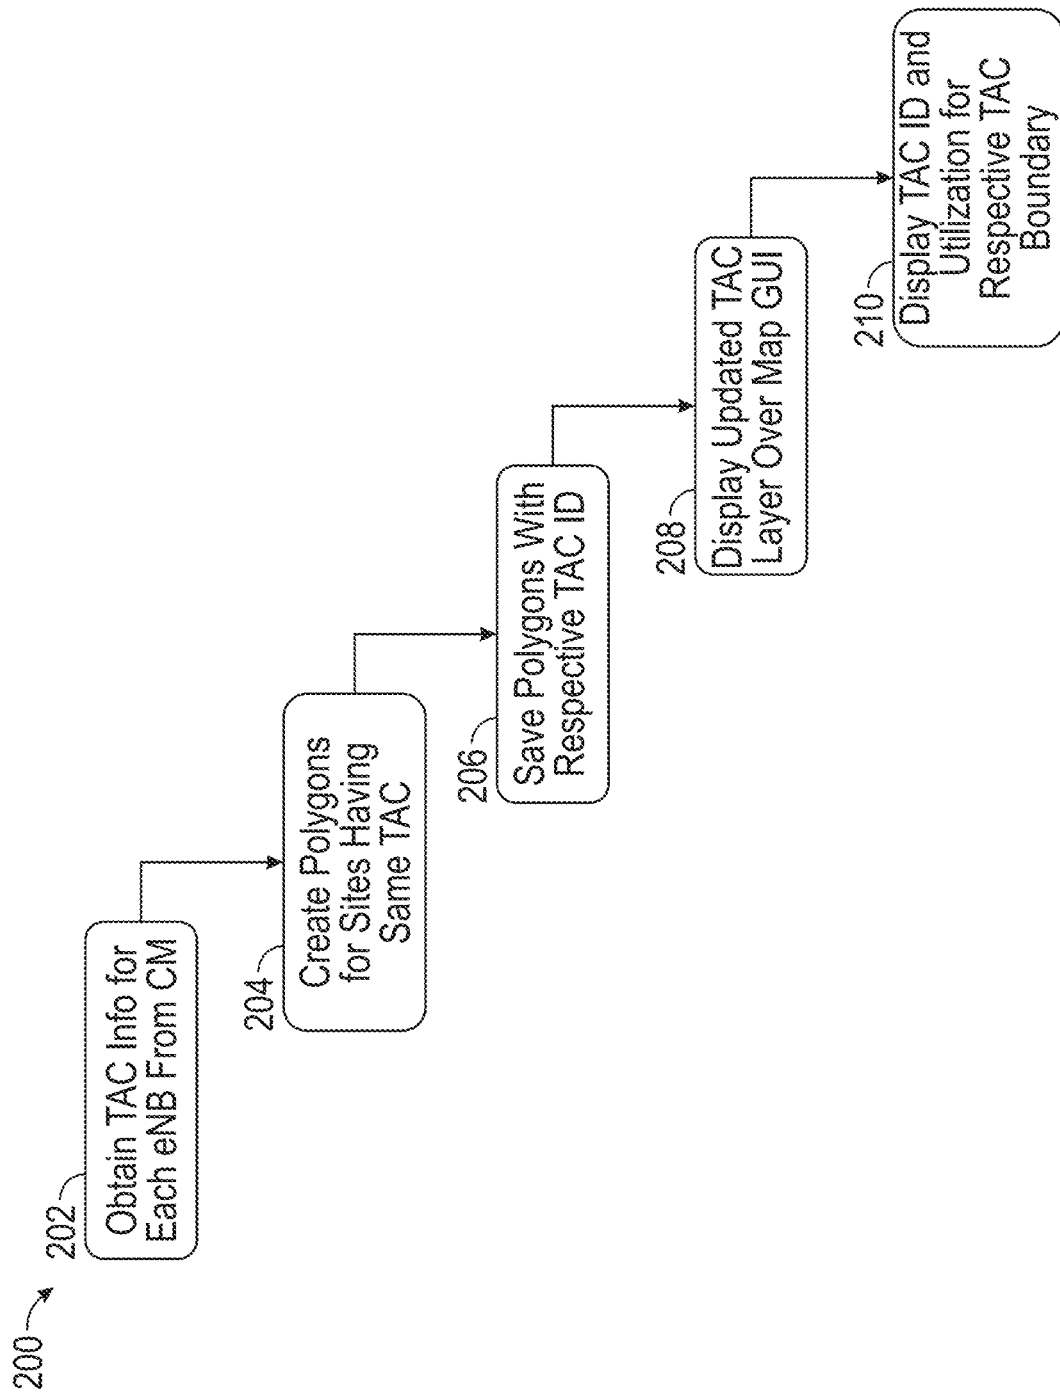 200
202
Obtain TAC Info for
Each eNB From CM
204
Create Polygons
for Sites Having
Same TAC
206
Save Polygons With
Respective TAC ID
208
Display Updated TAC
Layer Over Map GUI
210
Display TAC ID and
Utilization for
Respective TAC
Boundary